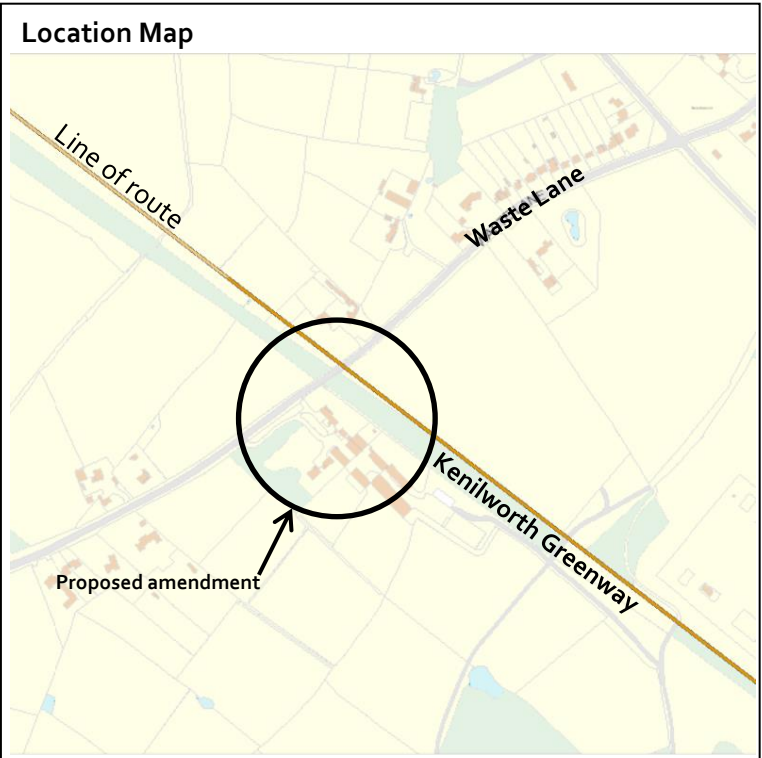 Location Map
Line of route
Waste Lane
Kenilworth Greenway
Proposed amendment